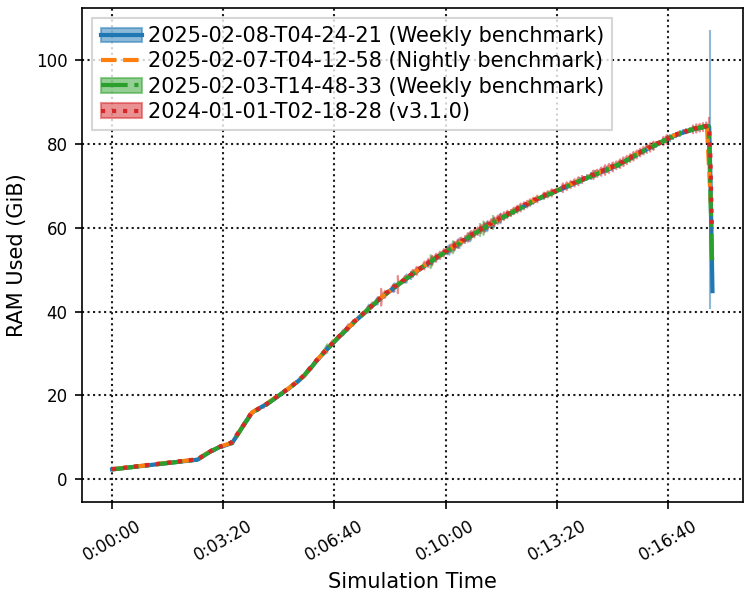 2025-02-08-T04-24-21 (Weekly benchmark)
2025-02-07-T04-12-58 (Nightly benchmark)
2025-02-03-T14-48-33 (Weekly benchmark)
2024-01-01-T02-18-28 (v3.1.0)
RAM Used (GiB)
100
80
60
40
20
0
0:00:00
0:03:20
0:06:40
0:10:00
0:13:20
0:16:40
Simulation Time